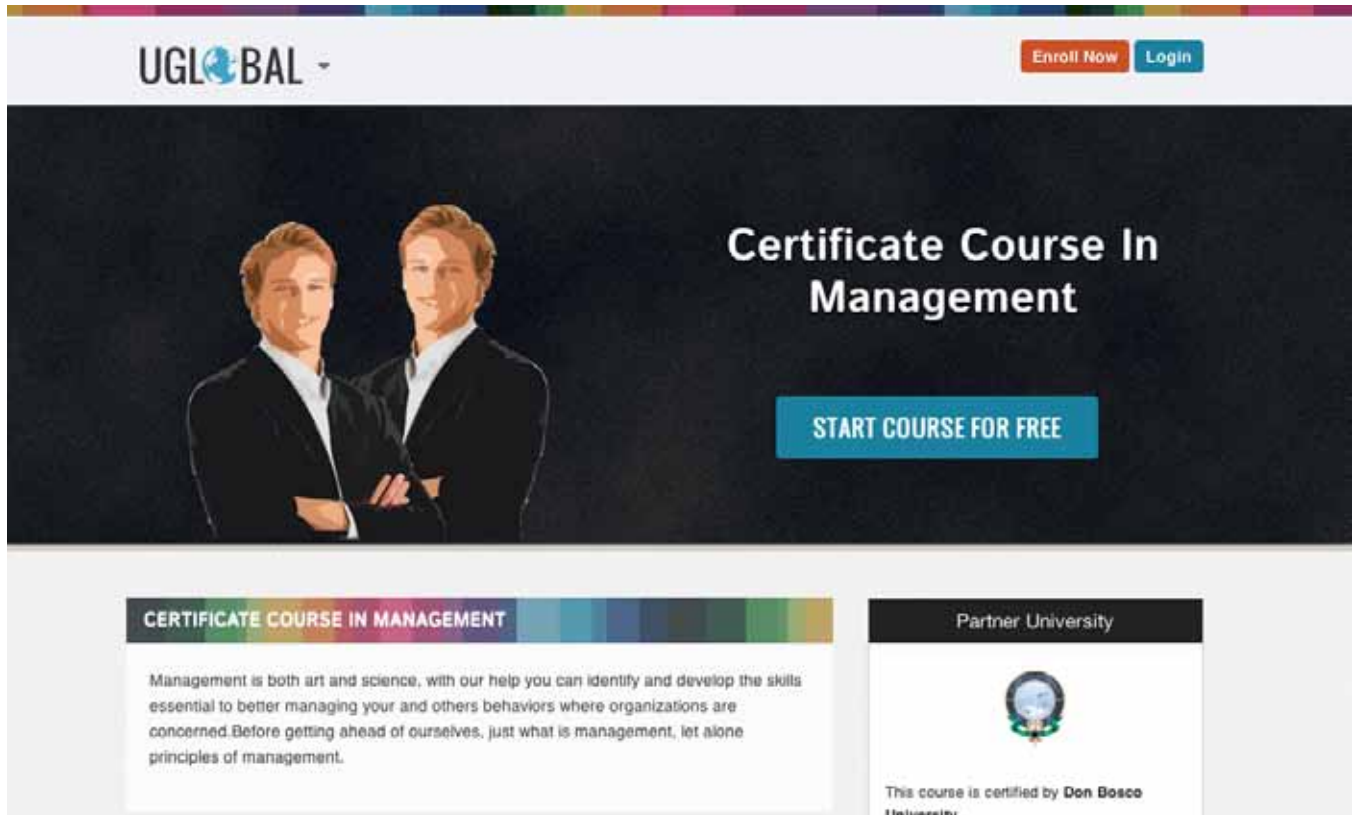 UGLOBAL
Enroll Now
Login
Certificate Course In
Management
START COURSE FOR FREE
CERTIFICATE COURSE IN MANAGEMENT
Management is both art and science, with our help you can identify and develop the skills
essential to better managing your and others behaviors where organizations are
concerned.Before getting ahead of ourselves, just what is management, let alone
principles of management.
Partner University
This course is certified by Don Bosco
University